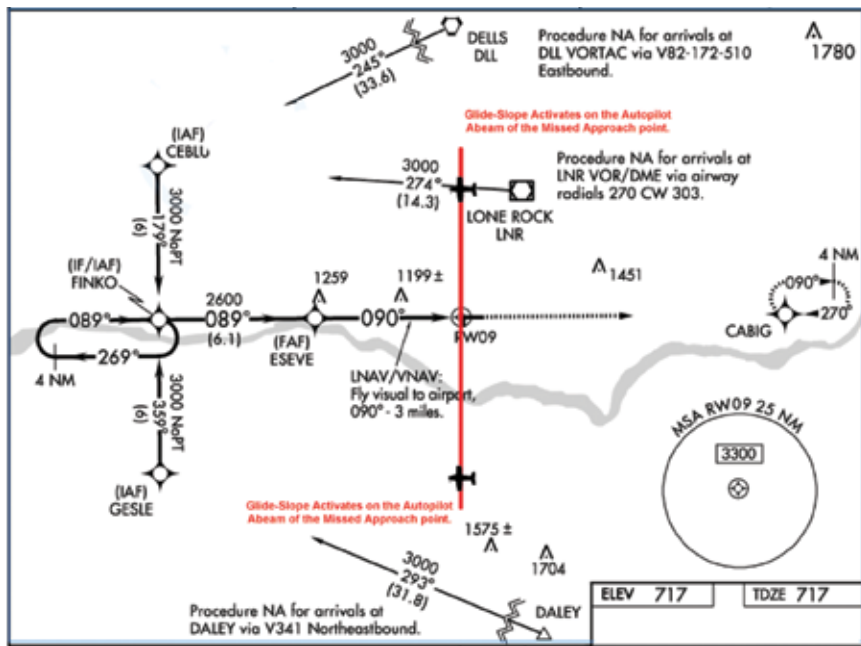 3000
245°
(33.6)
DELLS
DLL
Procedure NA for arrivals at
DLL VORTAC via V82-172-510
Eastbound.
1780
Glide-Slope Activates on the Autopilot
Abeam of the Missed Approach point.
(IAF)
CEBLU
3000 NoPT
179°
(6)
3000
274°
(14.3)
LONE ROCK
LNR
Procedure NA for arrivals at
LNR VOR/DME via airway
radials 270 CW 303.
(IF/IAF)
FINKO
2600
089°
(6.1)
1259
1199 ±
1451
4 NM
090°
270°
CABIG
089°
269°
4 NM
(FAF)
ESEVE
090°
RW09
LNAV/VNAV:
Fly visual to airport,
090° - 3 miles.
3000 NoPT
359°
(6)
(IAF)
GESLE
MSA RW09 25 NM
3300
Glide-Slope Activates on the Autopilot
Abeam of the Missed Approach point.
1575 ±
1704
3000
293°
(31.8)
DALEY
Procedure NA for arrivals at
DALEY via V341 Northeastbound.
ELEV 717
TDZE 717